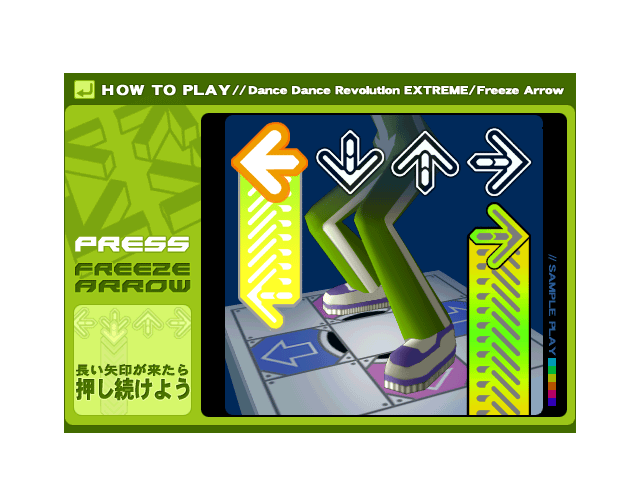 HOW TO PLAY//Dance Dance Revolution EXTREME/Freeze Arrow
PRESS
FREEZE
ARROW
長い矢印が来たら
押し続けよう
// SAMPLE PLAY